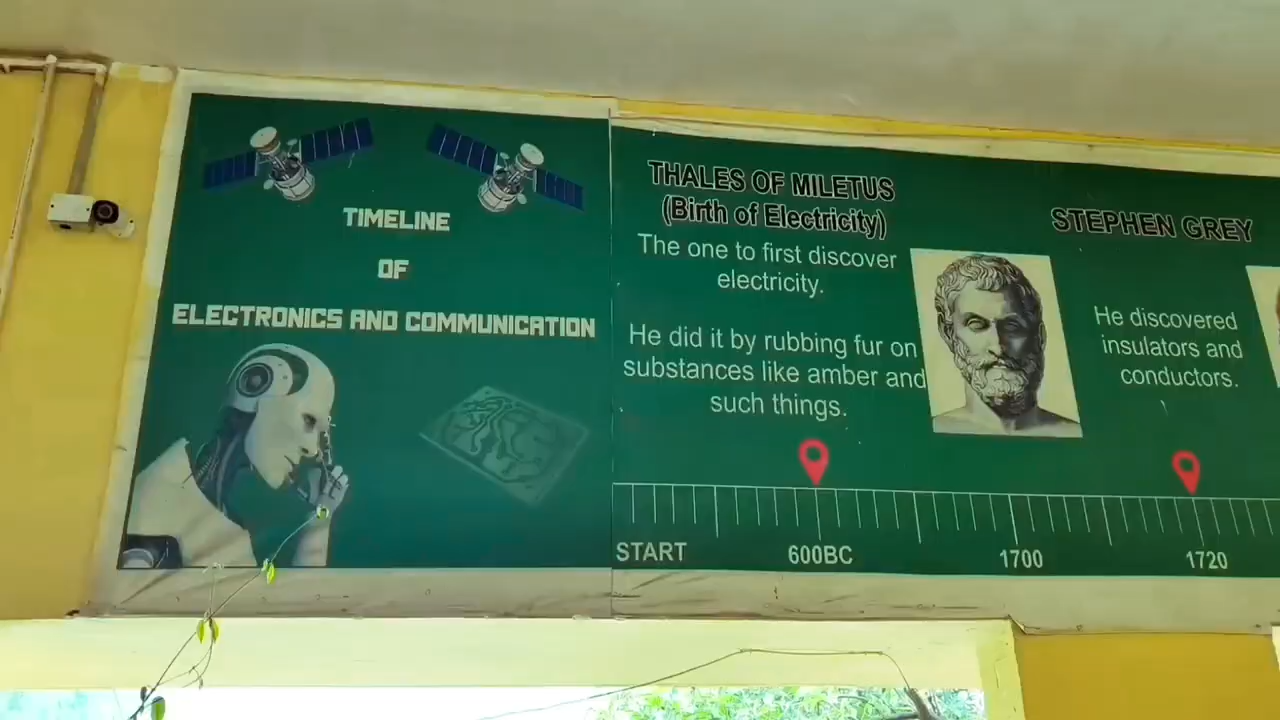 TIMELINE
OF
ELECTRONICS AND COMMUNICATION
THALES OF MILETUS
(Birth of Electricity)
The one to first discover
electricity.
He did it by rubbing fur on
substances like amber and
such things.
STEPHEN GREY
He discovered
insulators and
conductors.
START 600BC 1700 1720